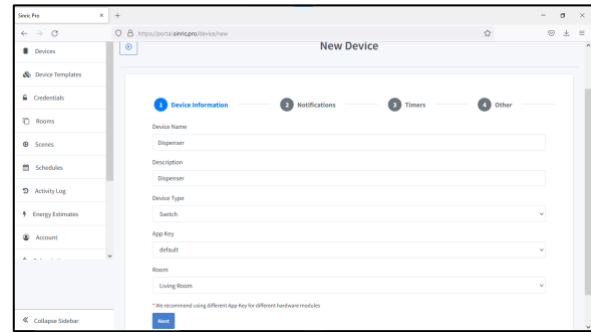 Sinric Pro
https://portal.sinric.pro/device/new
New Device
Devices
Device Templates
Credentials
Rooms
Scenes
Schedules
Activity Log
Energy Estimates
Account
Collapse Sidebar
1 Device Information
2 Notifications
3 Timers
4 Other
Device Name
Dispenser
Description
Dispenser
Device Type
Switch
App Key
default
Room
Living Room
*We recommend using different App Key for different hardware modules
Next